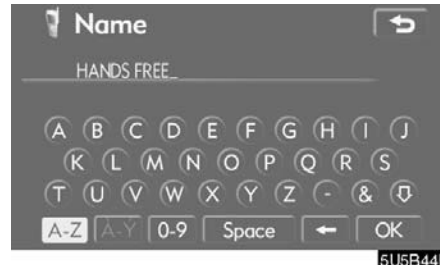 Name
HANDS FREE_
A B C D E F G H I J
K L M N O P Q R S
T U V W X Y Z - &
A-Z A-Y 0-9 Space ← OK
5U5B44